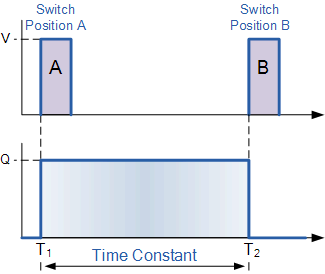 Switch
Position A
Switch
Position B
V
A
B
Q
T1
Time Constant
T2